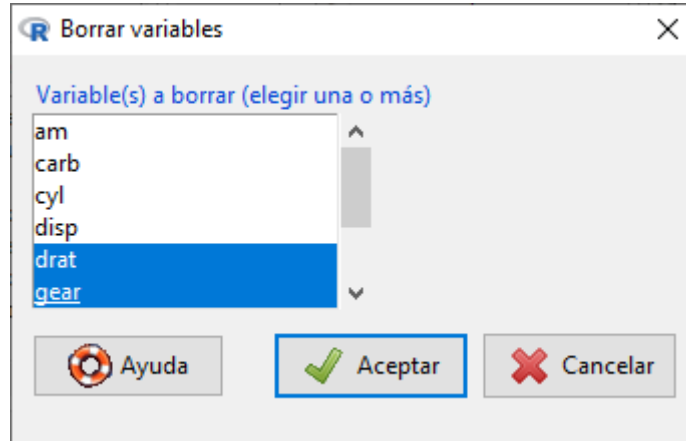 Borrar variables
Variable(s) a borrar (elegir una o más)
am
carb
cyl
disp
drat
gear
Ayuda
Aceptar
Cancelar